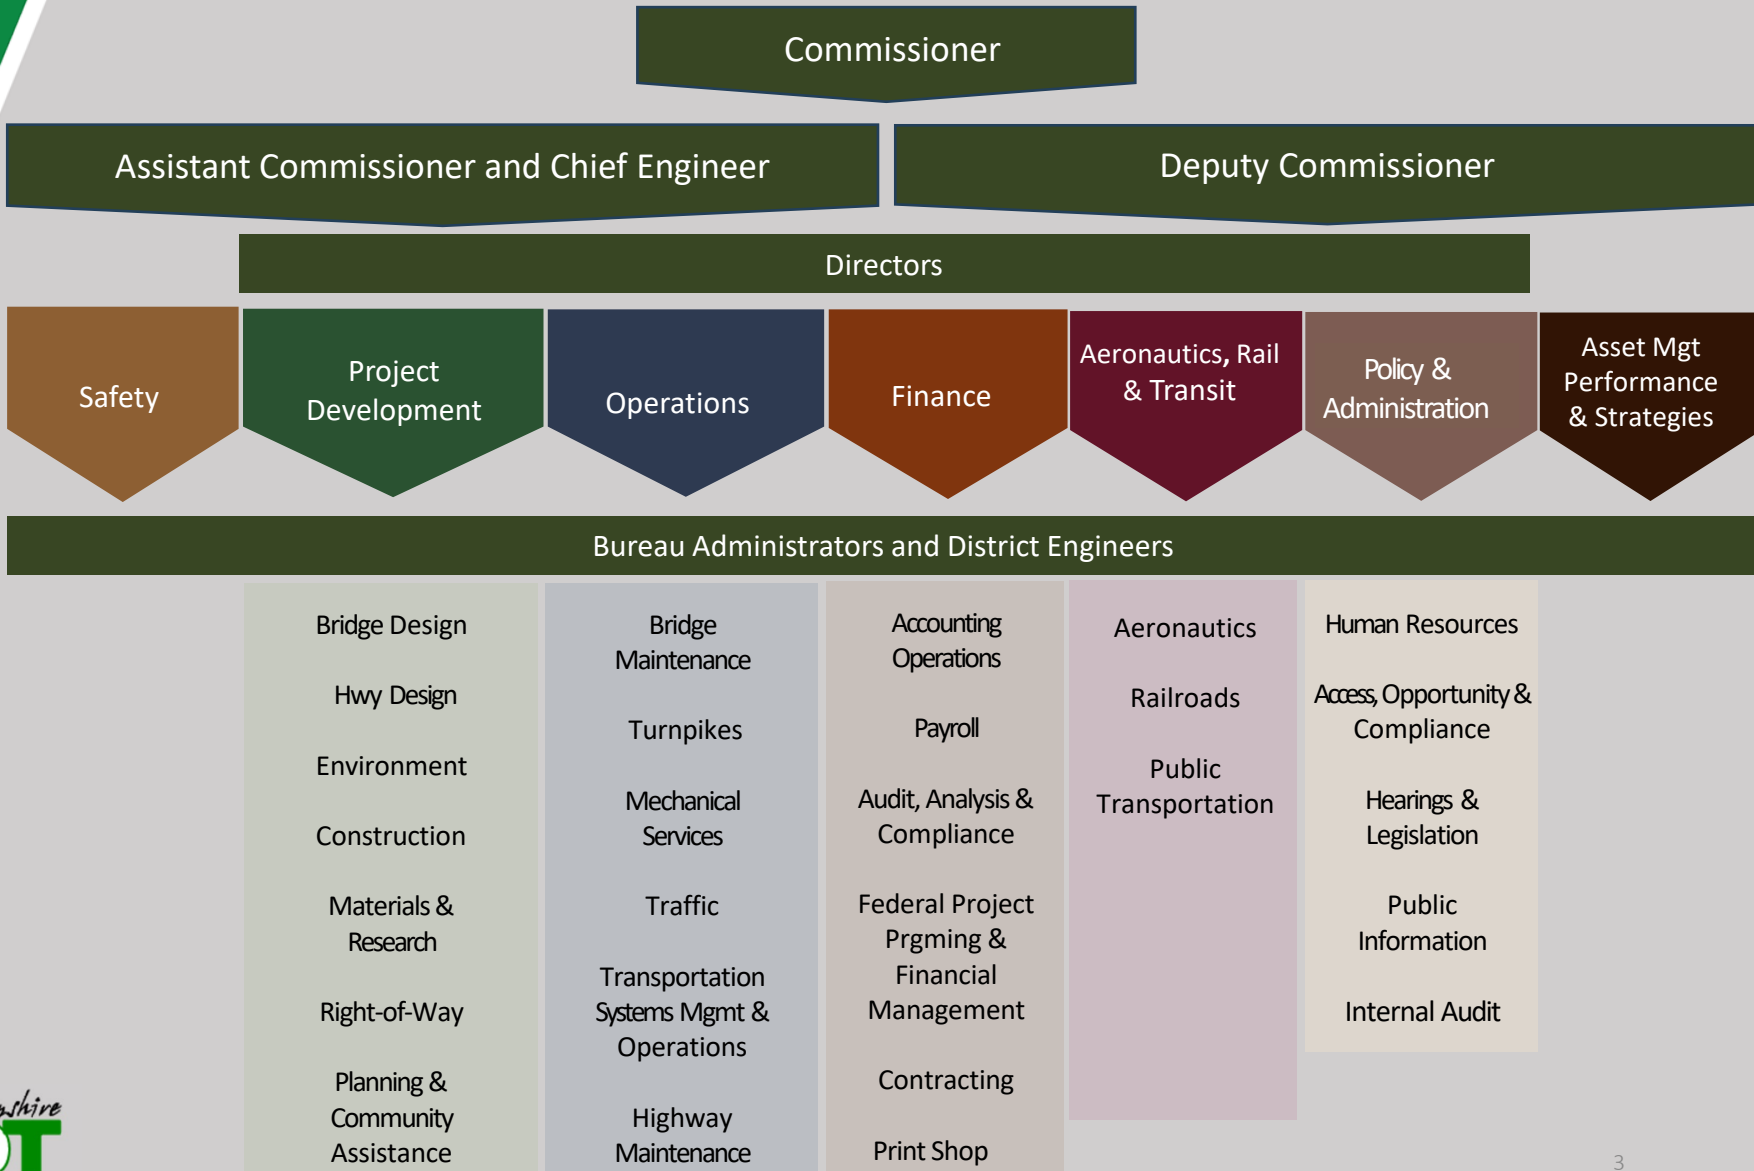 Commissioner
Assistant Commissioner and Chief Engineer
Deputy Commissioner
Directors
Safety
Project
Development
Operations
Finance
Aeronautics, Rail
& Transit
Policy &
Administration
Asset Mgt
Performance
& Strategies
Bureau Administrators and District Engineers
Bridge Design
Hwy Design
Environment
Construction
Materials &
Research
Right-of-Way
Planning &
Community
Assistance
Bridge
Maintenance
Turnpikes
Mechanical
Services
Traffic
Transportation
Systems Mgmt &
Operations
Highway
Maintenance
Accounting
Operations
Payroll
Audit, Analysis &
Compliance
Federal Project
Prgming &
Financial
Management
Contracting
Print Shop
Aeronautics
Railroads
Public
Transportation
Human Resources
Access, Opportunity &
Compliance
Hearings &
Legislation
Public
Information
Internal Audit
3